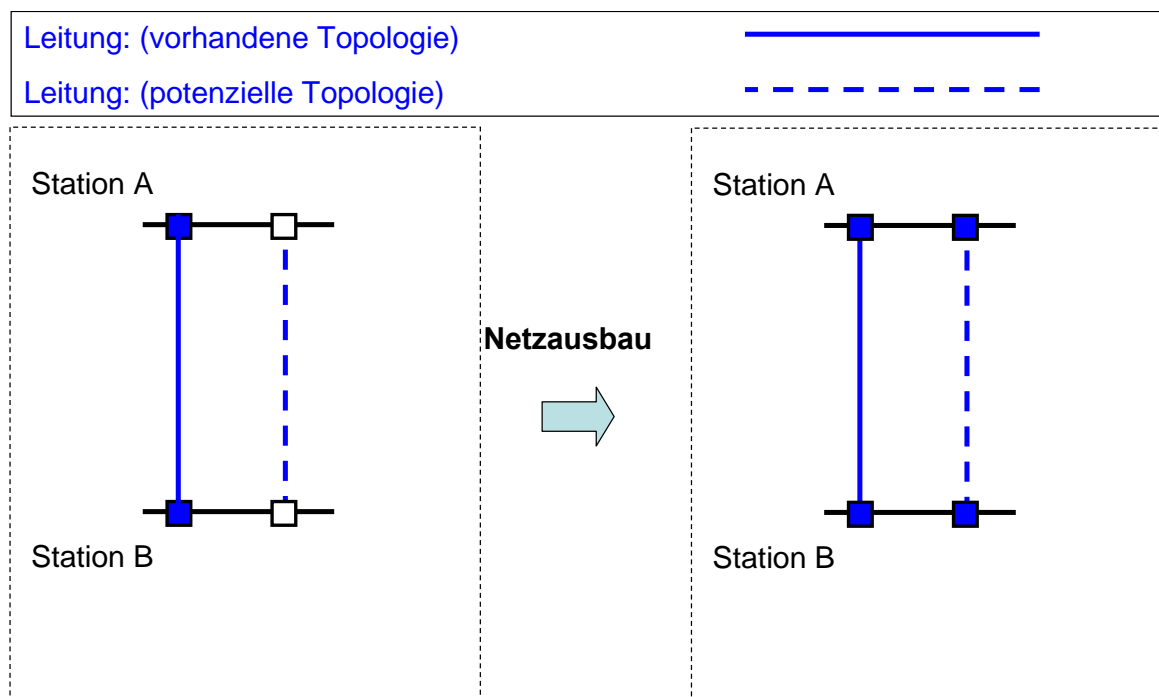 Leitung: (vorhandene Topologie)
Leitung: (potenzielle Topologie)
Station A
Station B
Netzausbau
Station A
Station B